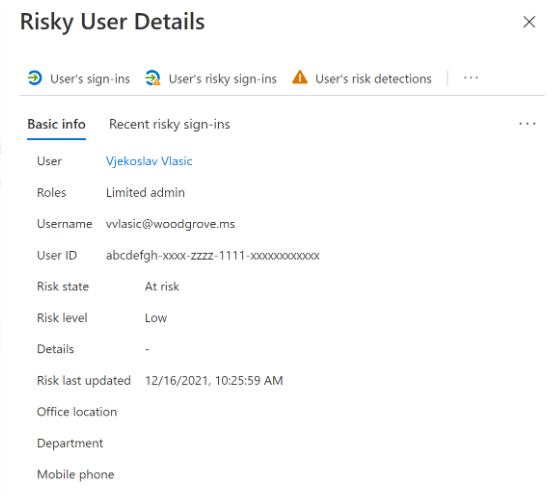 Risky User Details
User's sign-ins User's risky sign-ins User's risk detections ...
Basic info Recent risky sign-ins ...
User Vjekoslav Vlasic
Roles Limited admin
Username vvlasic@woodgrove.ms
User ID abcdefgh-xxxx-zzzz-1111-xxxxxxxxxxxx
Risk state At risk
Risk level Low
Details -
Risk last updated 12/16/2021, 10:25:59 AM
Office location
Department
Mobile phone